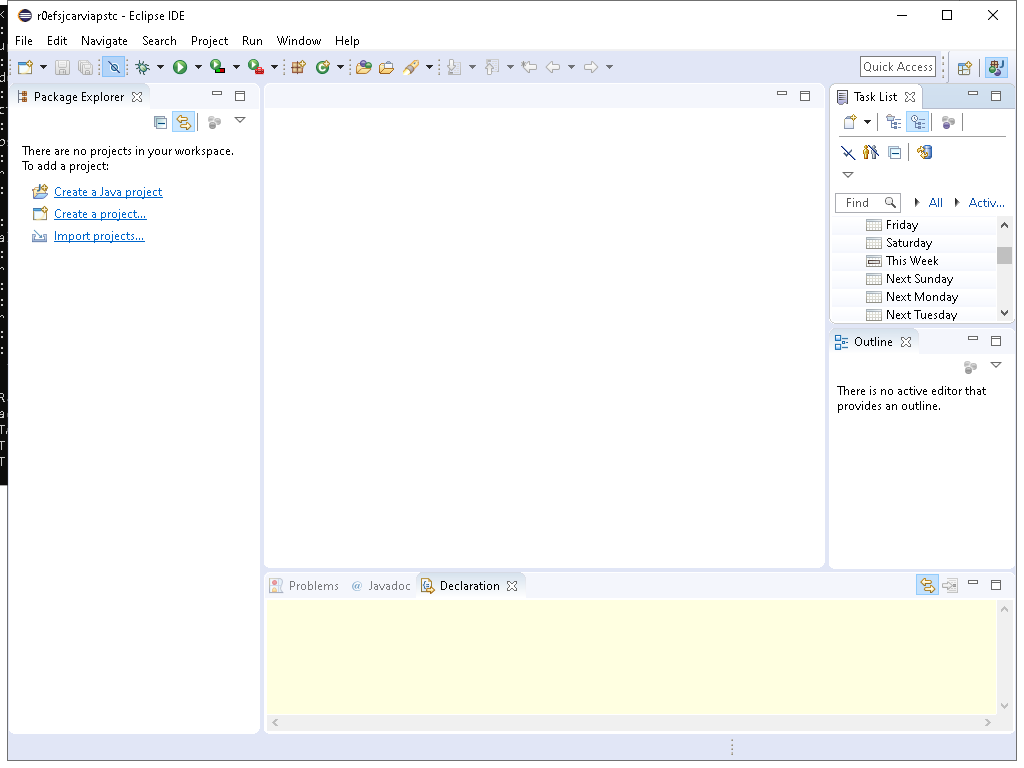 r0efsjcarviapstc - Eclipse IDE
File Edit Navigate Search Project Run Window Help
Quick Access
Package Explorer
Task List
There are no projects in your workspace.
To add a project:
Create a Java project
Create a project...
Import projects...
Find
All
Activ...
Friday
Saturday
This Week
Next Sunday
Next Monday
Next Tuesday
Outline
There is no active editor that
provides an outline.
Problems
@ Javadoc
Declaration